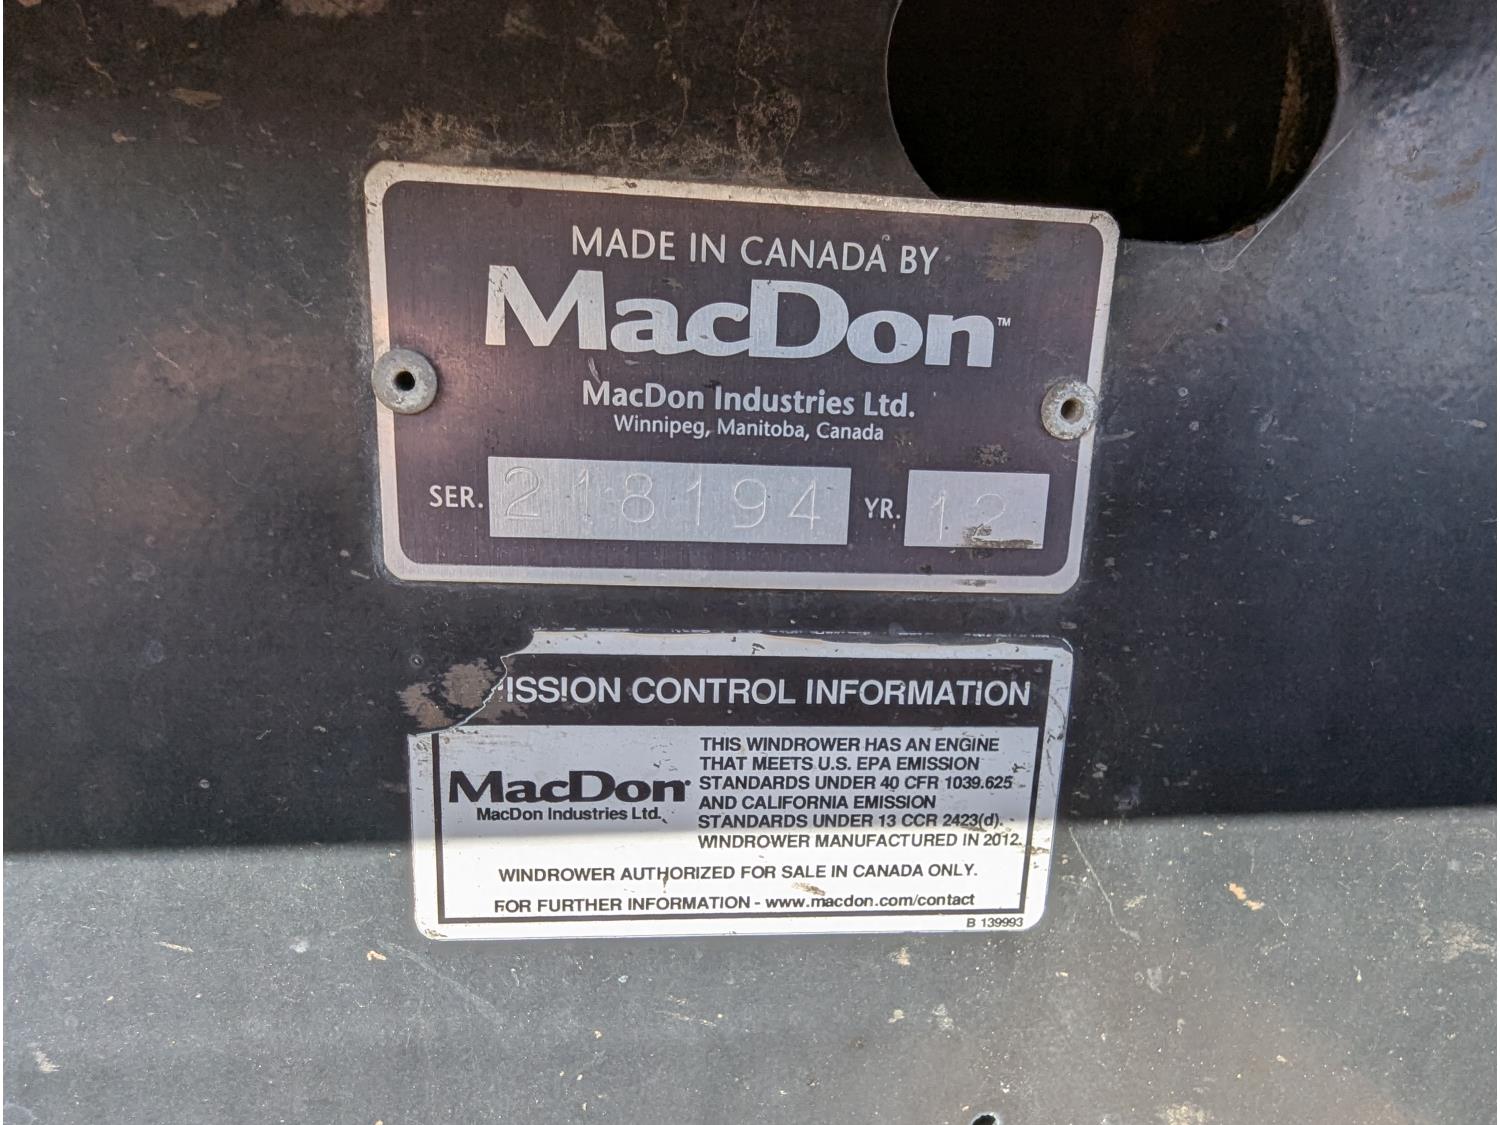 MADE IN CANADA BY
MacDon™
MacDon Industries Ltd.
Winnipeg, Manitoba, Canada
SER. 218194 YR. 12
ISSION CONTROL INFORMATION
MacDon
MacDon Industries Ltd.
THIS WINDROWER HAS AN ENGINE
THAT MEETS U.S. EPA EMISSION
STANDARDS UNDER 40 CFR 1039.625
AND CALIFORNIA EMISSION
STANDARDS UNDER 13 CCR 2423(d).
WINDROWER MANUFACTURED IN 2012.
WINDROWER AUTHORIZED FOR SALE IN CANADA ONLY.
FOR FURTHER INFORMATION - www.macdon.com/contact
B 139993